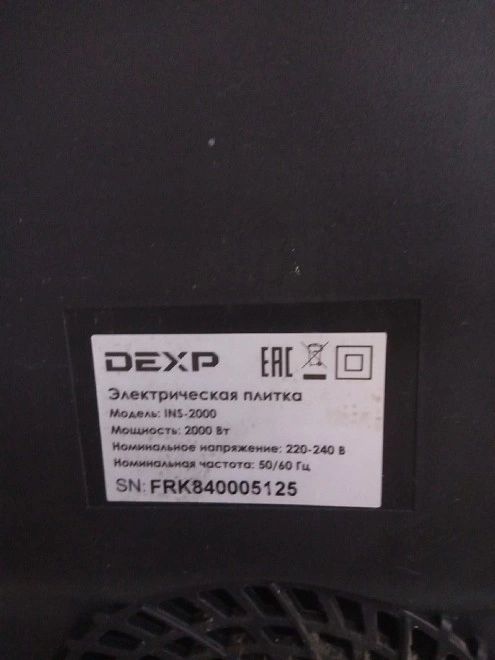 DEXP EAC
Электрическая плитка
Модель: INS-2000
Мощность: 2000 Вт
Номинальное напряжение: 220-240 В
Номинальная частота: 50/60 Гц
SN: FRK840005125